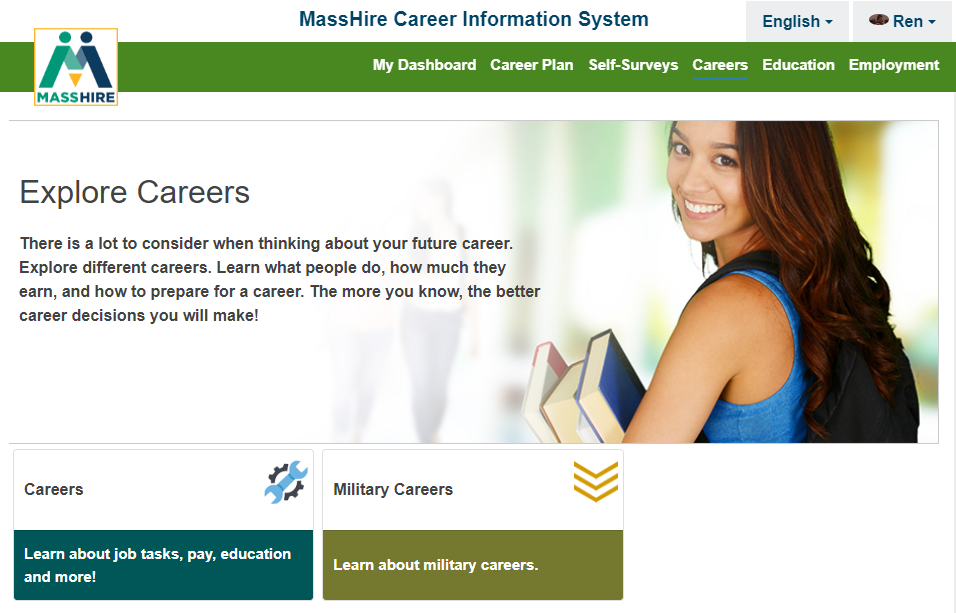 MassHire Career Information System
English
Ren
MASSHIRE
My Dashboard Career Plan Self-Surveys Careers Education Employment
Explore Careers
There is a lot to consider when thinking about your future career.
Explore different careers. Learn what people do, how much they
earn, and how to prepare for a career. The more you know, the better
career decisions you will make!
Careers
Learn about job tasks, pay, education
and more!
Military Careers
Learn about military careers.